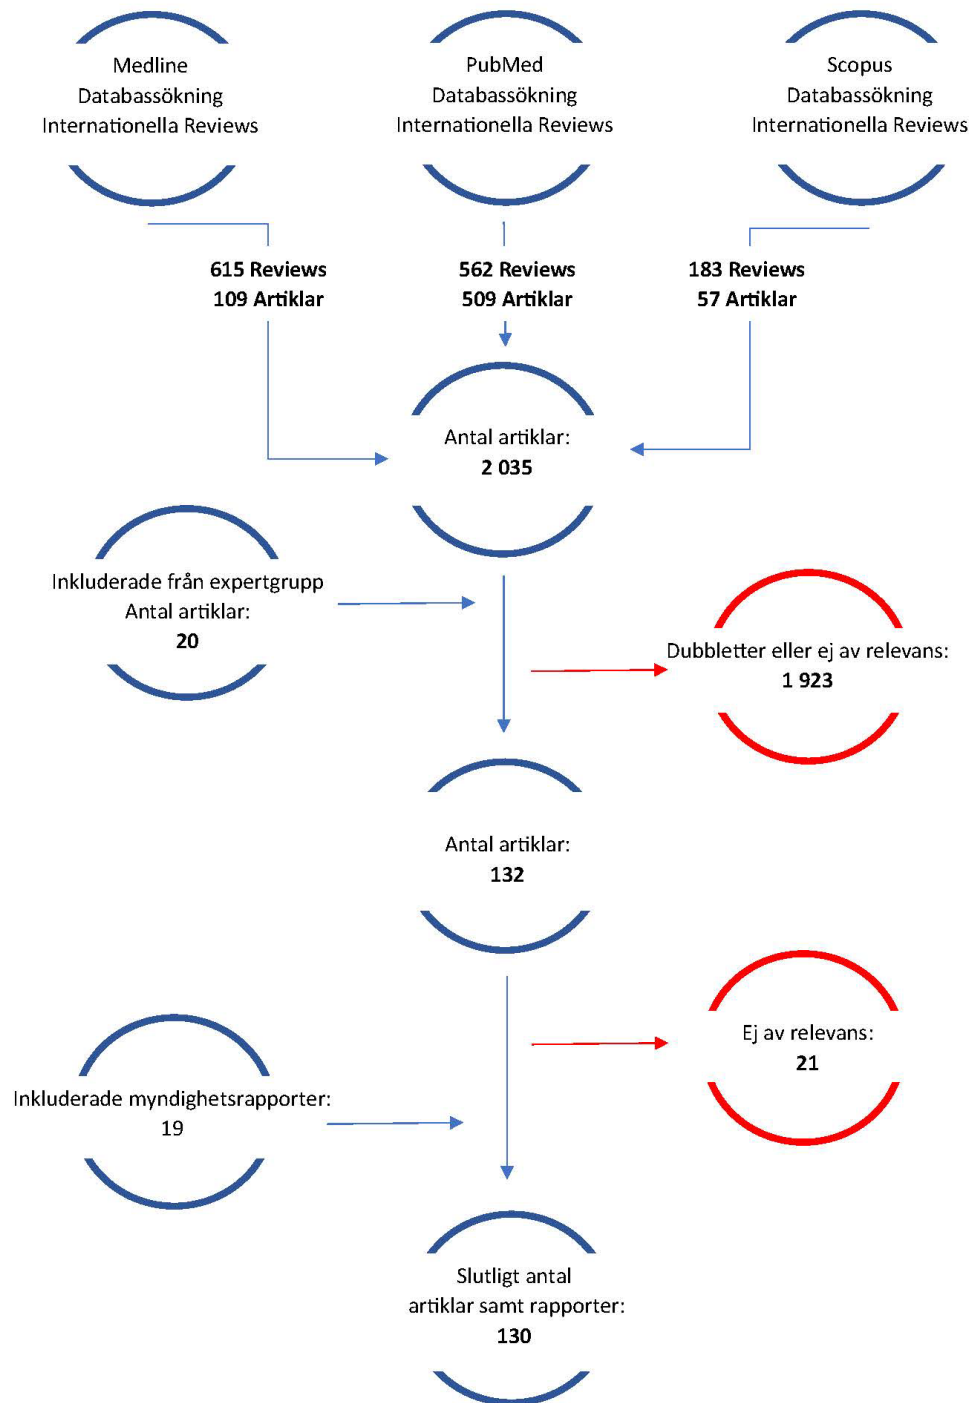 Medline
Databassökning
Internationella Reviews
PubMed
Databassökning
Internationella Reviews
Scopus
Databassökning
Internationella Reviews
615 Reviews
109 Artiklar
562 Reviews
509 Artiklar
183 Reviews
57 Artiklar
Antal artiklar:
2 035
Inkluderade från expertgrupp
Antal artiklar:
20
Dubbletter eller ej av relevans:
1 923
Antal artiklar:
132
Ej av relevans:
21
Inkluderade myndighetsrapporter:
19
Slutligt antal
artiklar samt rapporter:
130